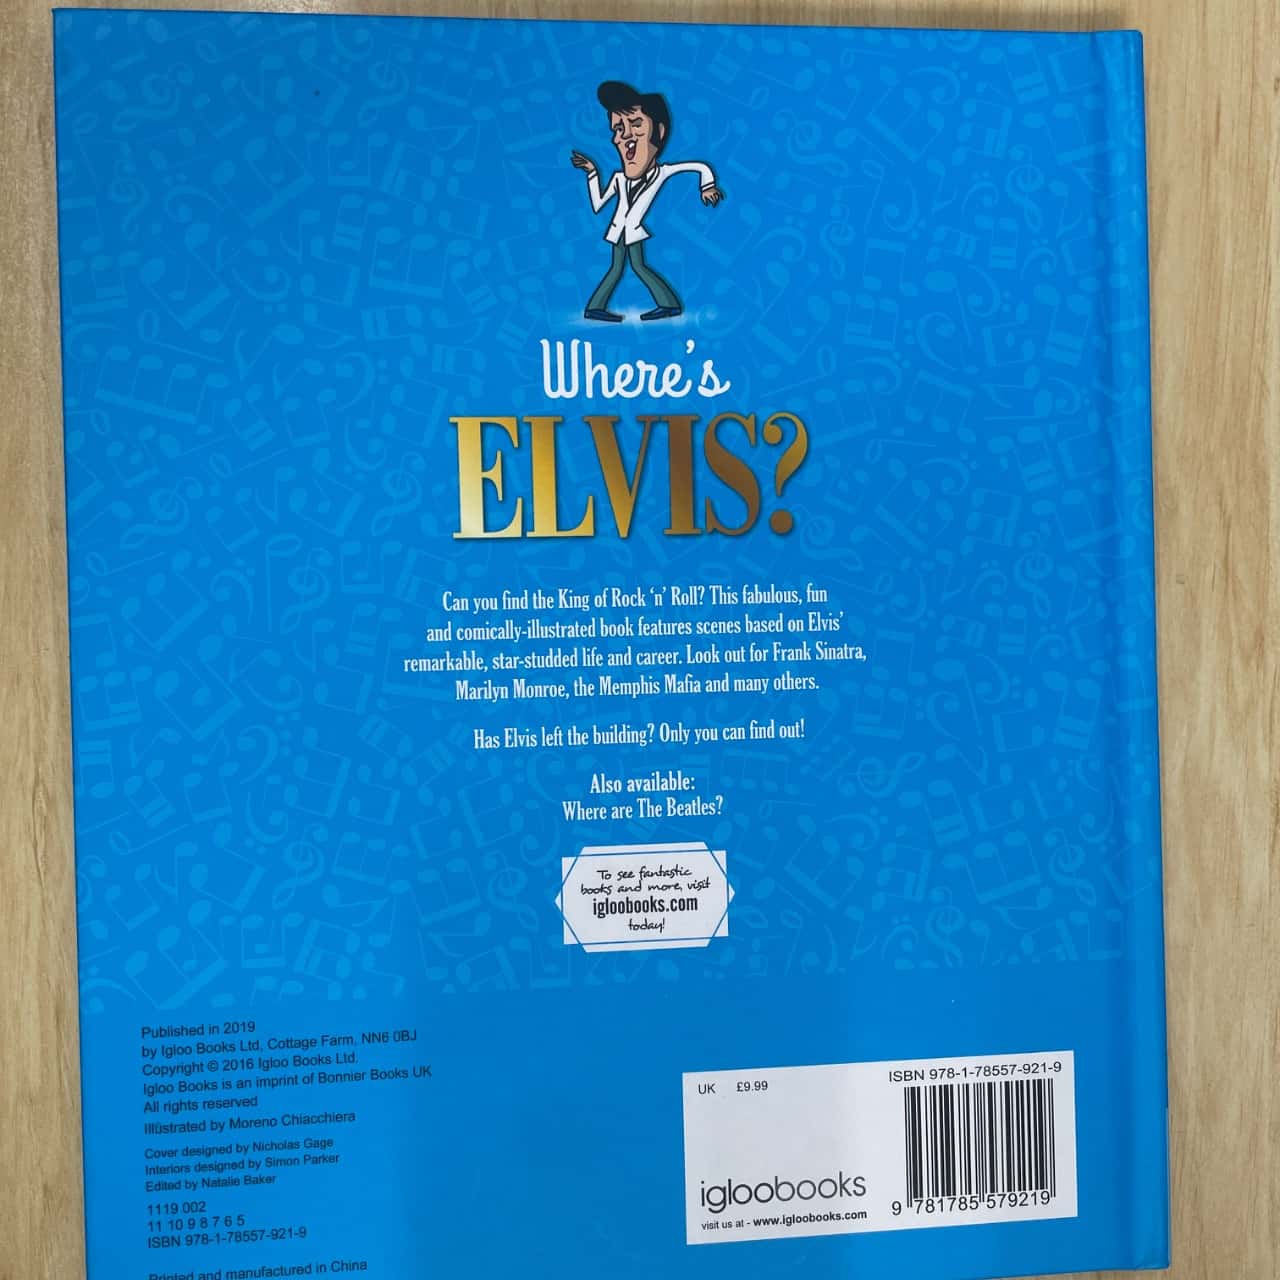 Where's
ELVIS?
Can you find the King of Rock 'n' Roll? This fabulous, fun
and comically-illustrated book features scenes based on Elvis'
remarkable, star-studded life and career. Look out for Frank Sinatra,
Marilyn Monroe, the Memphis Mafia and many others.
Has Elvis left the building? Only you can find out!
Also available:
Where are The Beatles?
To see fantastic
books and more, visit
igloobooks.com
today!
Published in 2019
by Igloo Books Ltd, Cottage Farm, NN6 0BJ
Copyright © 2016 Igloo Books Ltd.
Igloo Books is an imprint of Bonnier Books UK
All rights reserved
Illustrated by Moreno Chiacchiera
Cover designed by Nicholas Gage
Interiors designed by Simon Parker
Edited by Natalie Baker
1119 002
11 10 9 8 7 6 5
ISBN 978-1-78557-921-9
Printed and manufactured in China
UK £9.99
ISBN 978-1-78557-921-9
igloobooks
visit us at - www.igloobooks.com
9 781785 579219